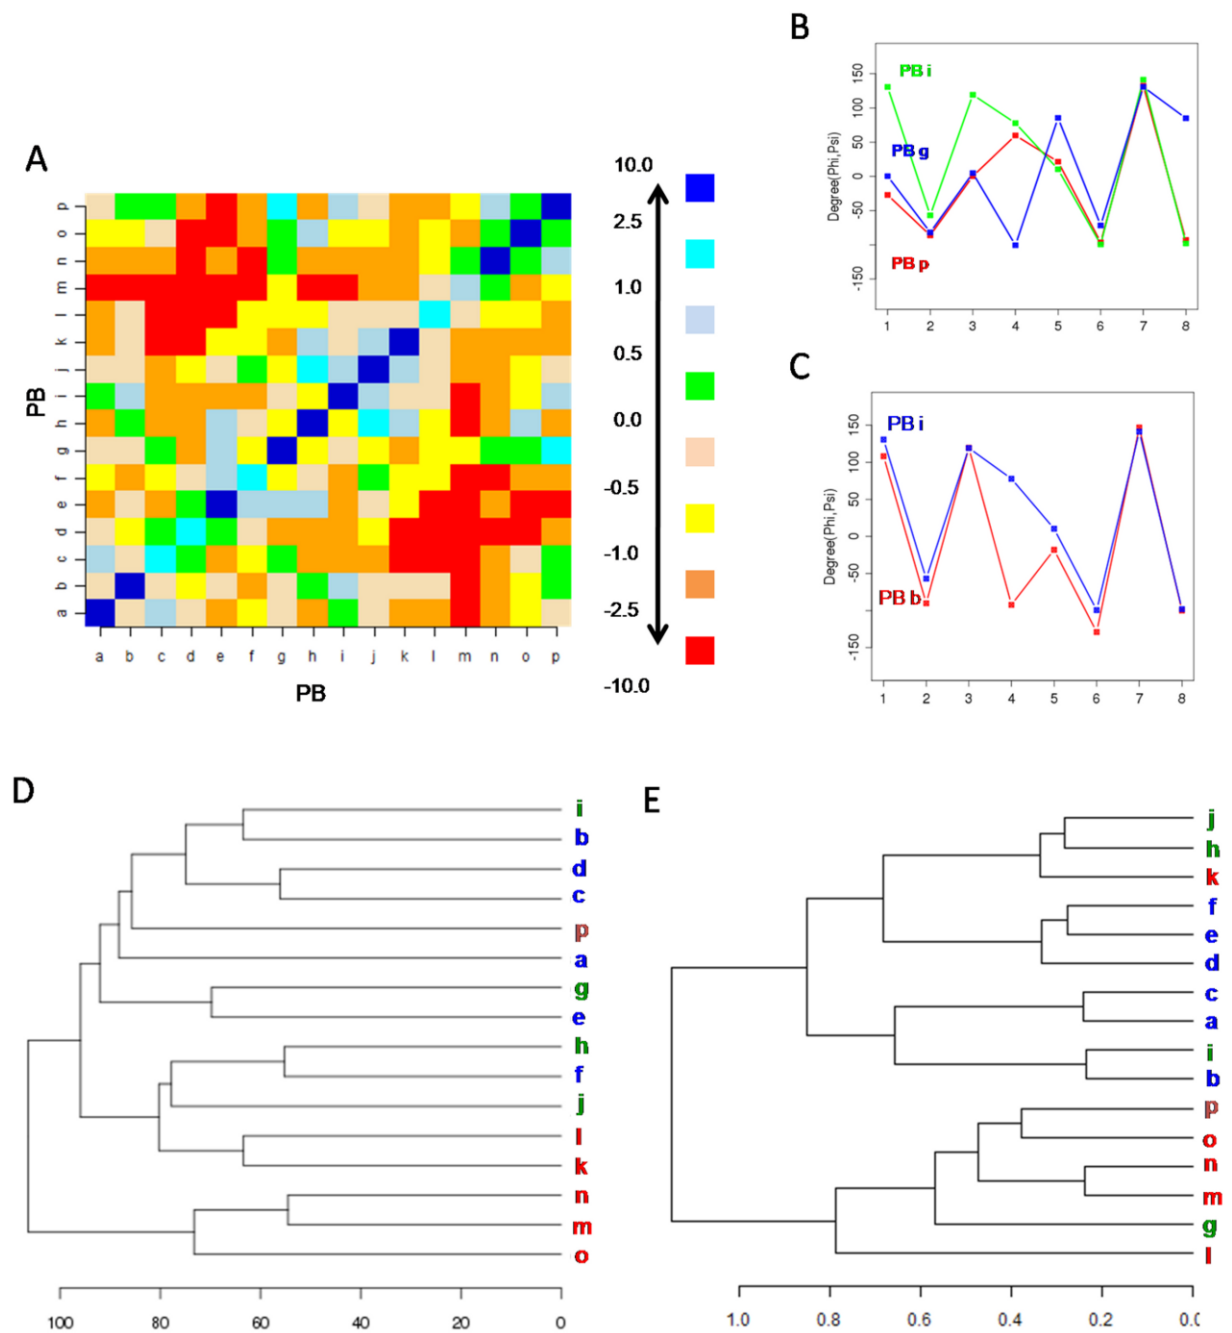 A
PB
p
o
n
m
l
k
j
i
h
g
f
e
d
c
b
a
a b c d e f g h i j k l m n o p
PB
10.0
2.5
1.0
0.5
0.0
-0.5
-1.0
-2.5
-10.0
B
Degree(Phi,Psi)
150
100
50
0
-50
-150
PB i
PB g
PB p
1 2 3 4 5 6 7 8
C
Degree(Phi,Psi)
150
100
50
0
-50
-150
PB i
PB b
1 2 3 4 5 6 7 8
D
i
b
d
c
p
a
g
e
h
f
j
l
k
n
m
o
100 80 60 40 20 0
E
j
h
k
f
e
d
c
a
i
b
p
o
n
m
g
l
1.0 0.8 0.6 0.4 0.2